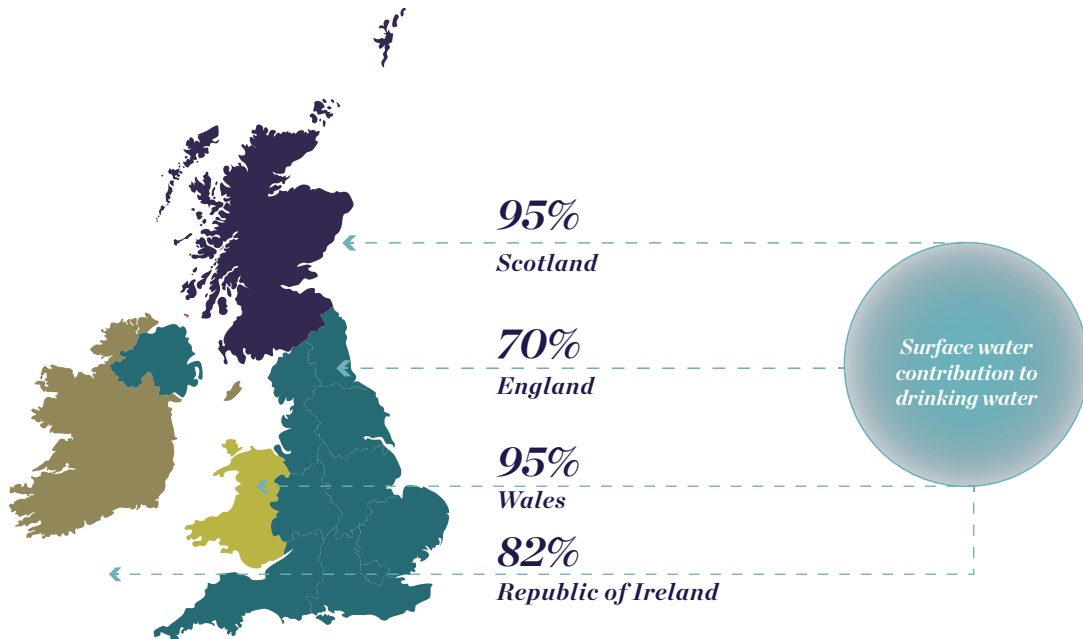 95%
Scotland
70%
England
95%
Wales
82%
Republic of Ireland
Surface water
contribution to
drinking water